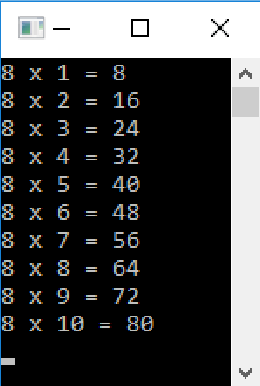 8 x 1 = 8
8 x 2 = 16
8 x 3 = 24
8 x 4 = 32
8 x 5 = 40
8 x 6 = 48
8 x 7 = 56
8 x 8 = 64
8 x 9 = 72
8 x 10 = 80